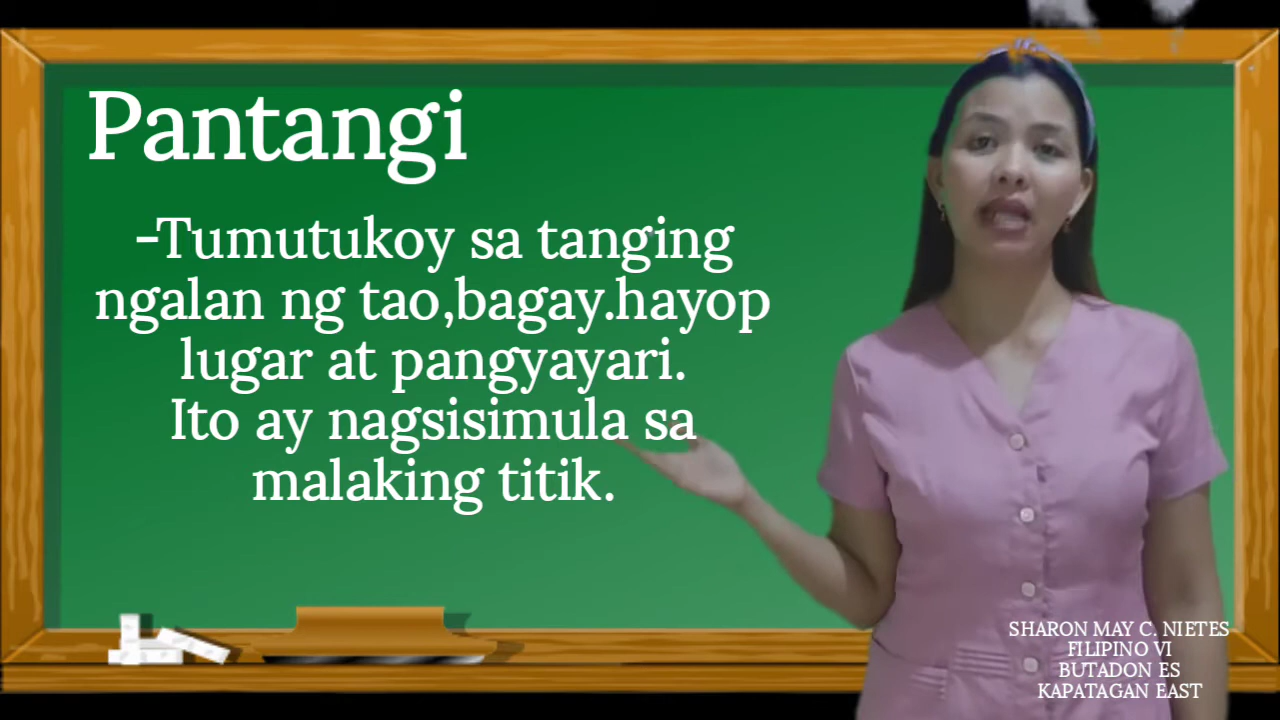 Pantangi
-Tumutukoy sa tanging
ngalan ng tao,bagay.hayop
lugar at pangyayari.
Ito ay nagsisimula sa
malaking titik.
SHARON MAY C. NIETES
FILIPINO VI
BUTADON ES
KAPATAGAN EAST